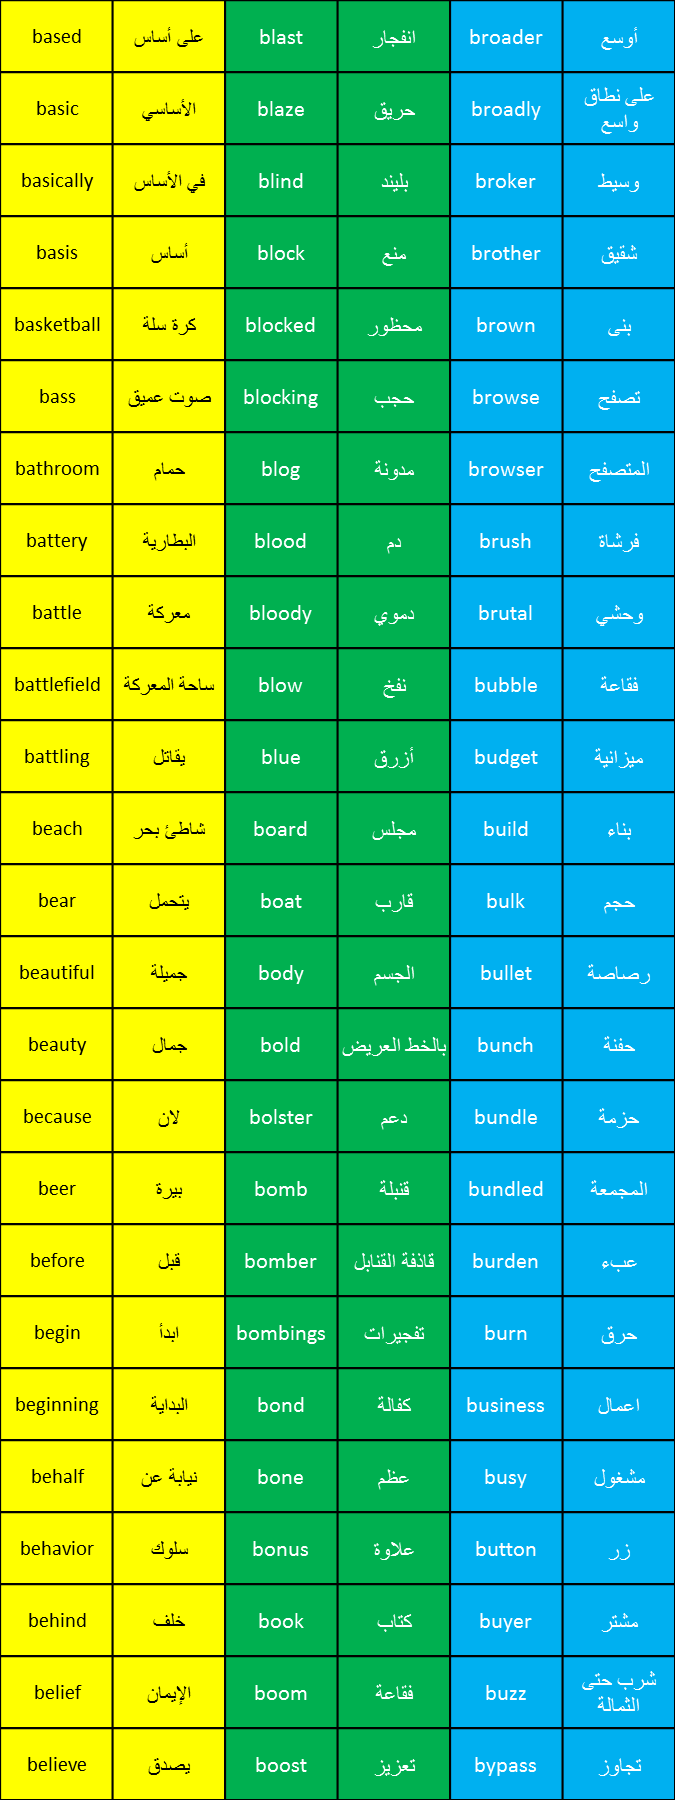 based على أساس blast انفجار broader أوسع
basic الأساسي blaze حريق broadly على نطاق واسع
basically في الأساس blind بليند broker وسيط
basis أساس block منع brother شقيق
basketball كرة سلة blocked محظور brown بنى
bass صوت عميق blocking حجب browse تصفح
bathroom حمام blog مدونة browser المتصفح
battery البطارية blood دم brush فرشاة
battle معركة bloody دموي brutal وحشي
battlefield ساحة المعركة blow نفخ bubble فقاعة
battling يقاتل blue أزرق budget ميزانية
beach شاطئ بحر board مجلس build بناء
bear يتحمل boat قارب bulk حجم
beautiful جميلة body الجسم bullet رصاصة
beauty جمال bold بالخط العريض bunch حفنة
because لان bolster دعم bundle حزمة
beer بيرة bomb قنبلة bundled المجمعة
before قبل bomber قاذفة القنابل burden عبء
begin ابدأ bombings تفجيرات burn حرق
beginning البداية bond كفالة business اعمال
behalf نيابة عن bone عظم busy مشغول
behavior سلوك bonus علاوة button زر
behind خلف book كتاب buyer مشتر
belief الإيمان boom فقاعة buzz شرب حتى الثمالة
believe يصدق boost تعزيز bypass تجاوز